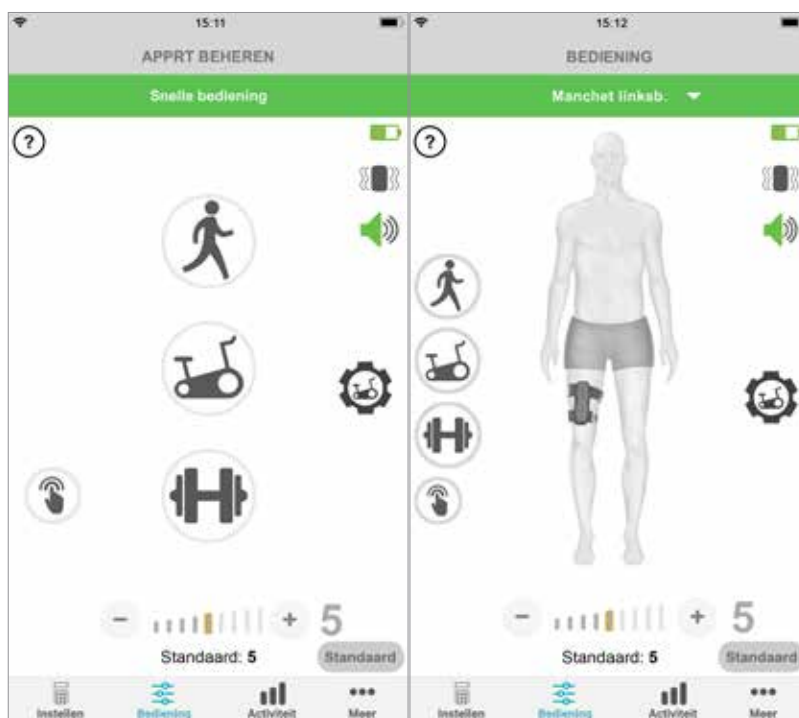 15:11
APPRT BEHEREN
Snelle bediening
?
5
Standaard: 5
Standaard
Instellen
Bediening
Activiteit
Meer
15:12
BEDIENING
Manchet linksb.
?
5
Standaard: 5
Standaard
Instellen
Bediening
Activiteit
Meer